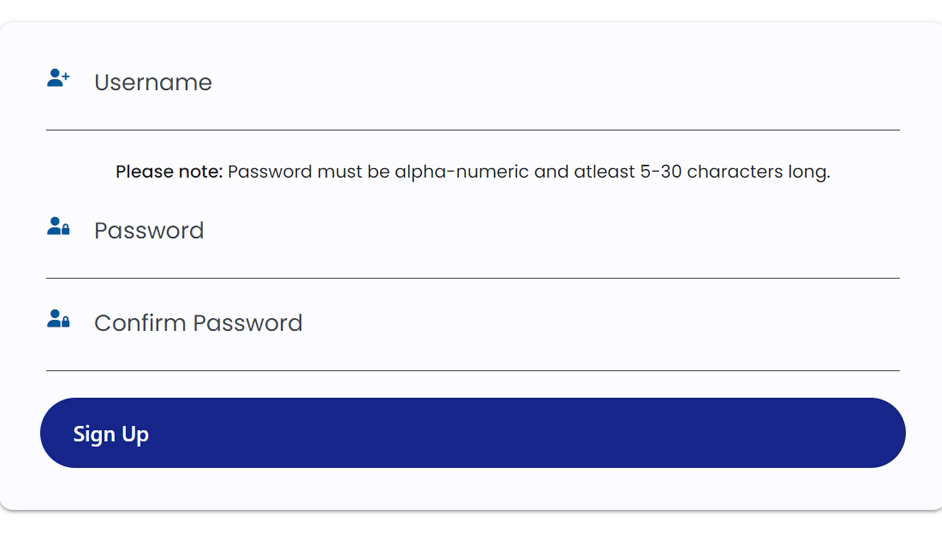 Username
Please note: Password must be alpha-numeric and atleast 5-30 characters long.
Password
Confirm Password
Sign Up